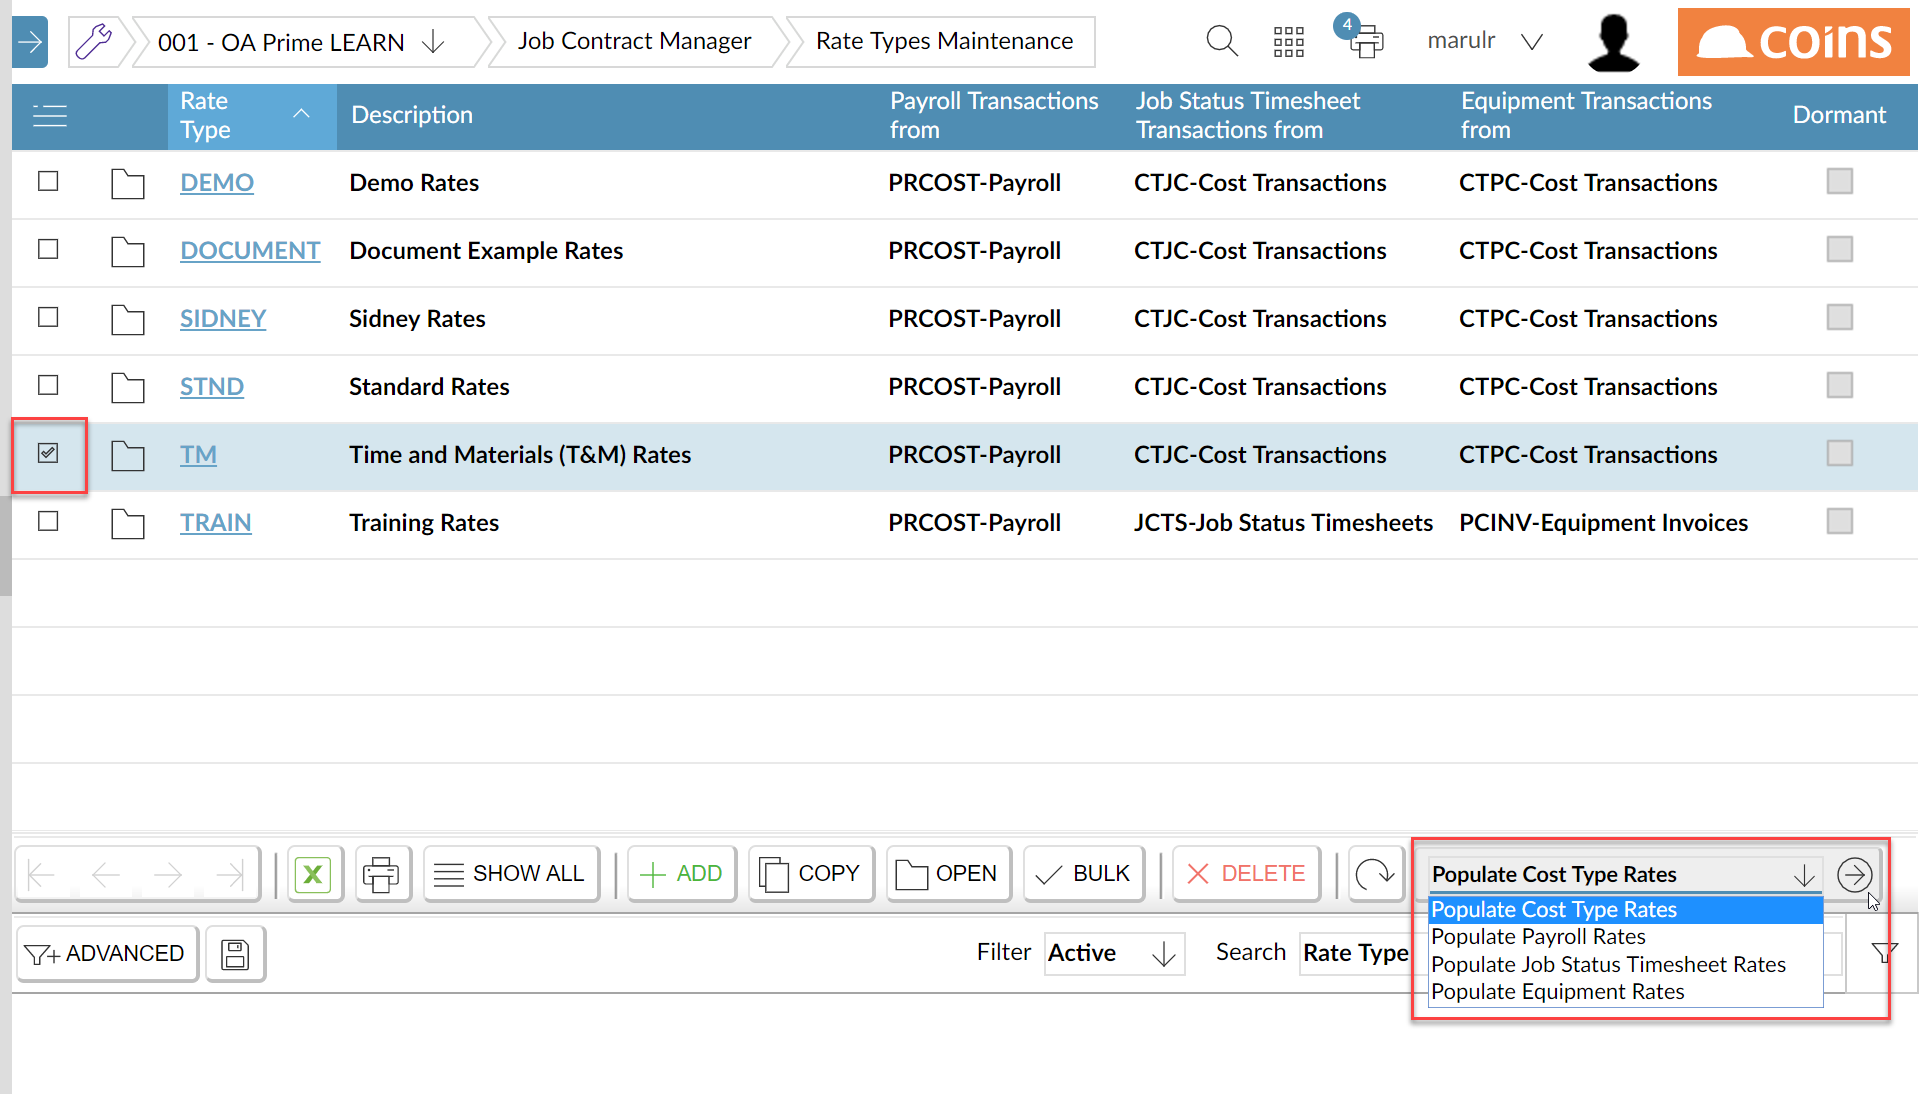 001 - OA Prime LEARN
Job Contract Manager
Rate Types Maintenance
4
marulr
coins
Rate Type
Description
Payroll Transactions from
Job Status Timesheet Transactions from
Equipment Transactions from
Dormant
DEMO Demo Rates PRCOST-Payroll CTJC-Cost Transactions CTPC-Cost Transactions
DOCUMENT Document Example Rates PRCOST-Payroll CTJC-Cost Transactions CTPC-Cost Transactions
SIDNEY Sidney Rates PRCOST-Payroll CTJC-Cost Transactions CTPC-Cost Transactions
STND Standard Rates PRCOST-Payroll CTJC-Cost Transactions CTPC-Cost Transactions
TM Time and Materials (T&M) Rates PRCOST-Payroll CTJC-Cost Transactions CTPC-Cost Transactions
TRAIN Training Rates PRCOST-Payroll JCTS-Job Status Timesheets PCINV-Equipment Invoices
X SHOW ALL ADD COPY OPEN BULK DELETE Populate Cost Type Rates
Populate Cost Type Rates
Populate Payroll Rates
Populate Job Status Timesheet Rates
Populate Equipment Rates
ADVANCED Filter Active Search Rate Type